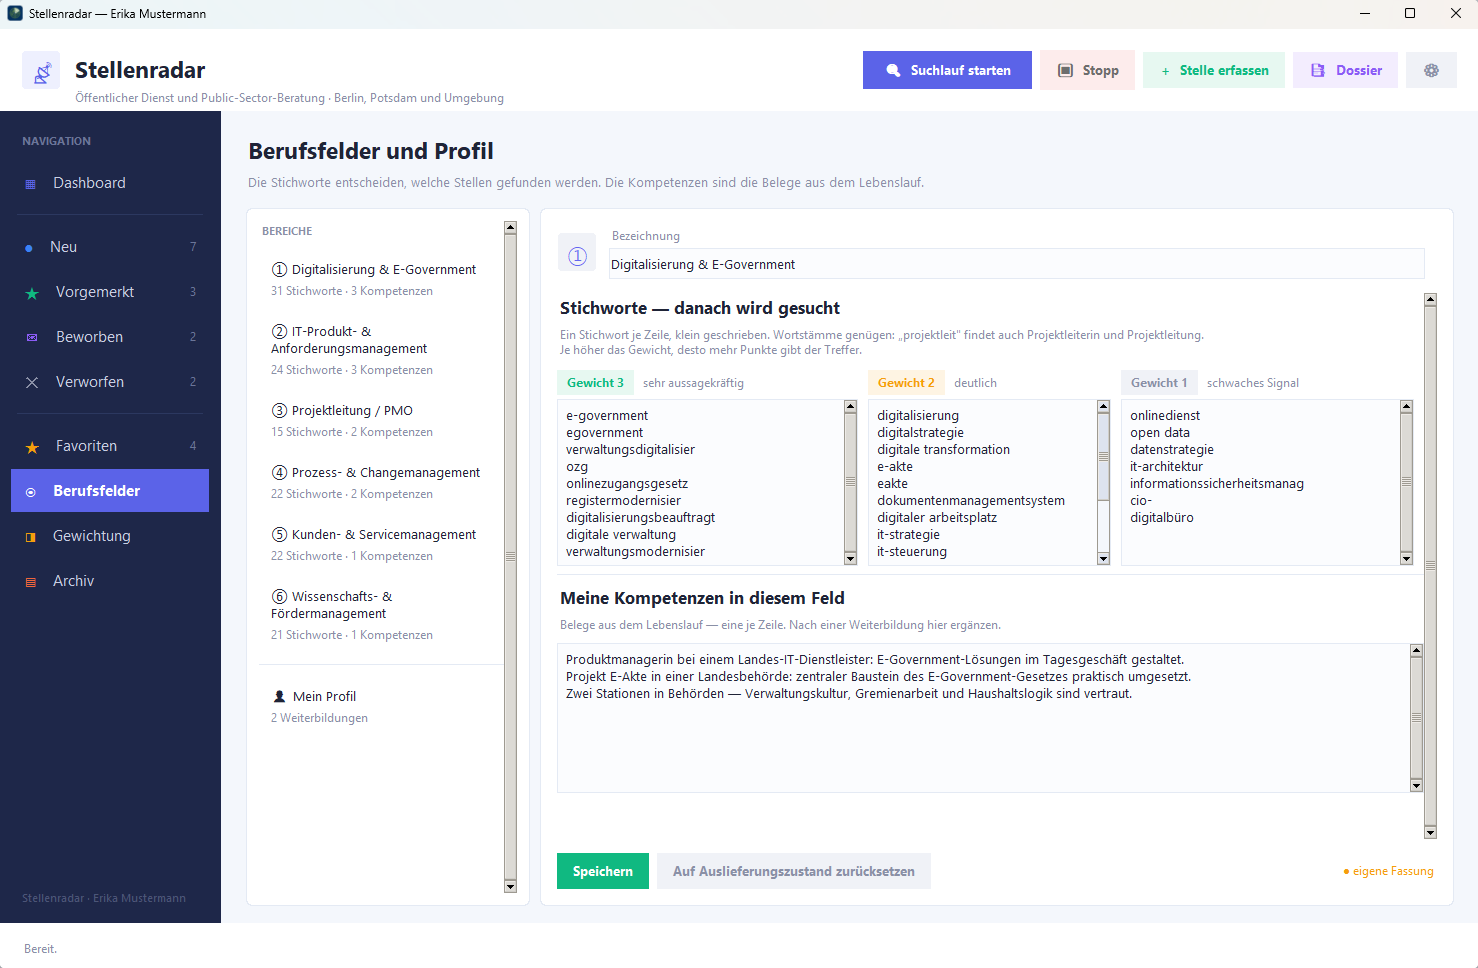 Stellenradar — Erika Mustermann
Stellenradar
Öffentlicher Dienst und Public-Sector-Beratung · Berlin, Potsdam und Umgebung
Suchlauf starten
Stopp
+ Stelle erfassen
Dossier
NAVIGATION
Dashboard
Neu 7
Vorgemerkt 3
Beworben 2
Verworfen 2
Favoriten 4
Berufsfelder
Gewichtung
Archiv
Stellenradar · Erika Mustermann
Berufsfelder und Profil
Die Stichworte entscheiden, welche Stellen gefunden werden. Die Kompetenzen sind die Belege aus dem Lebenslauf.
BEREICHE
① Digitalisierung & E-Government
31 Stichworte · 3 Kompetenzen
② IT-Produkt- &
Anforderungsmanagement
24 Stichworte · 3 Kompetenzen
③ Projektleitung / PMO
15 Stichworte · 2 Kompetenzen
④ Prozess- & Changemanagement
22 Stichworte · 2 Kompetenzen
⑤ Kunden- & Servicemanagement
22 Stichworte · 1 Kompetenzen
⑥ Wissenschafts- &
Fördermanagement
21 Stichworte · 1 Kompetenzen
Mein Profil
2 Weiterbildungen
①
Bezeichnung
Digitalisierung & E-Government
Stichworte — danach wird gesucht
Ein Stichwort je Zeile, klein geschrieben. Wortstämme genügen: „projektleit“ findet auch Projektleiterin und Projektleitung.
Je höher das Gewicht, desto mehr Punkte gibt der Treffer.
Gewicht 3 sehr aussagekräftig
e-government
egovernment
verwaltungsdigitalisier
ozg
onlinezugangsgesetz
registermodernisier
digitalisierungsbeauftragt
digitale verwaltung
verwaltungsmodernisier
Gewicht 2 deutlich
digitalisierung
digitalstrategie
digitale transformation
e-akte
eakte
dokumentenmanagementsystem
digitaler arbeitsplatz
it-strategie
it-steuerung
Gewicht 1 schwaches Signal
onlinedienst
open data
datenstrategie
it-architektur
informationssicherheitsmanag
cio-
digitalbüro
Meine Kompetenzen in diesem Feld
Belege aus dem Lebenslauf — eine je Zeile. Nach einer Weiterbildung hier ergänzen.
Produktmanagerin bei einem Landes-IT-Dienstleister: E-Government-Lösungen im Tagesgeschäft gestaltet.
Projekt E-Akte in einer Landesbehörde: zentraler Baustein des E-Government-Gesetzes praktisch umgesetzt.
Zwei Stationen in Behörden — Verwaltungskultur, Gremienarbeit und Haushaltslogik sind vertraut.
Speichern
Auf Auslieferungszustand zurücksetzen
● eigene Fassung
Bereit.